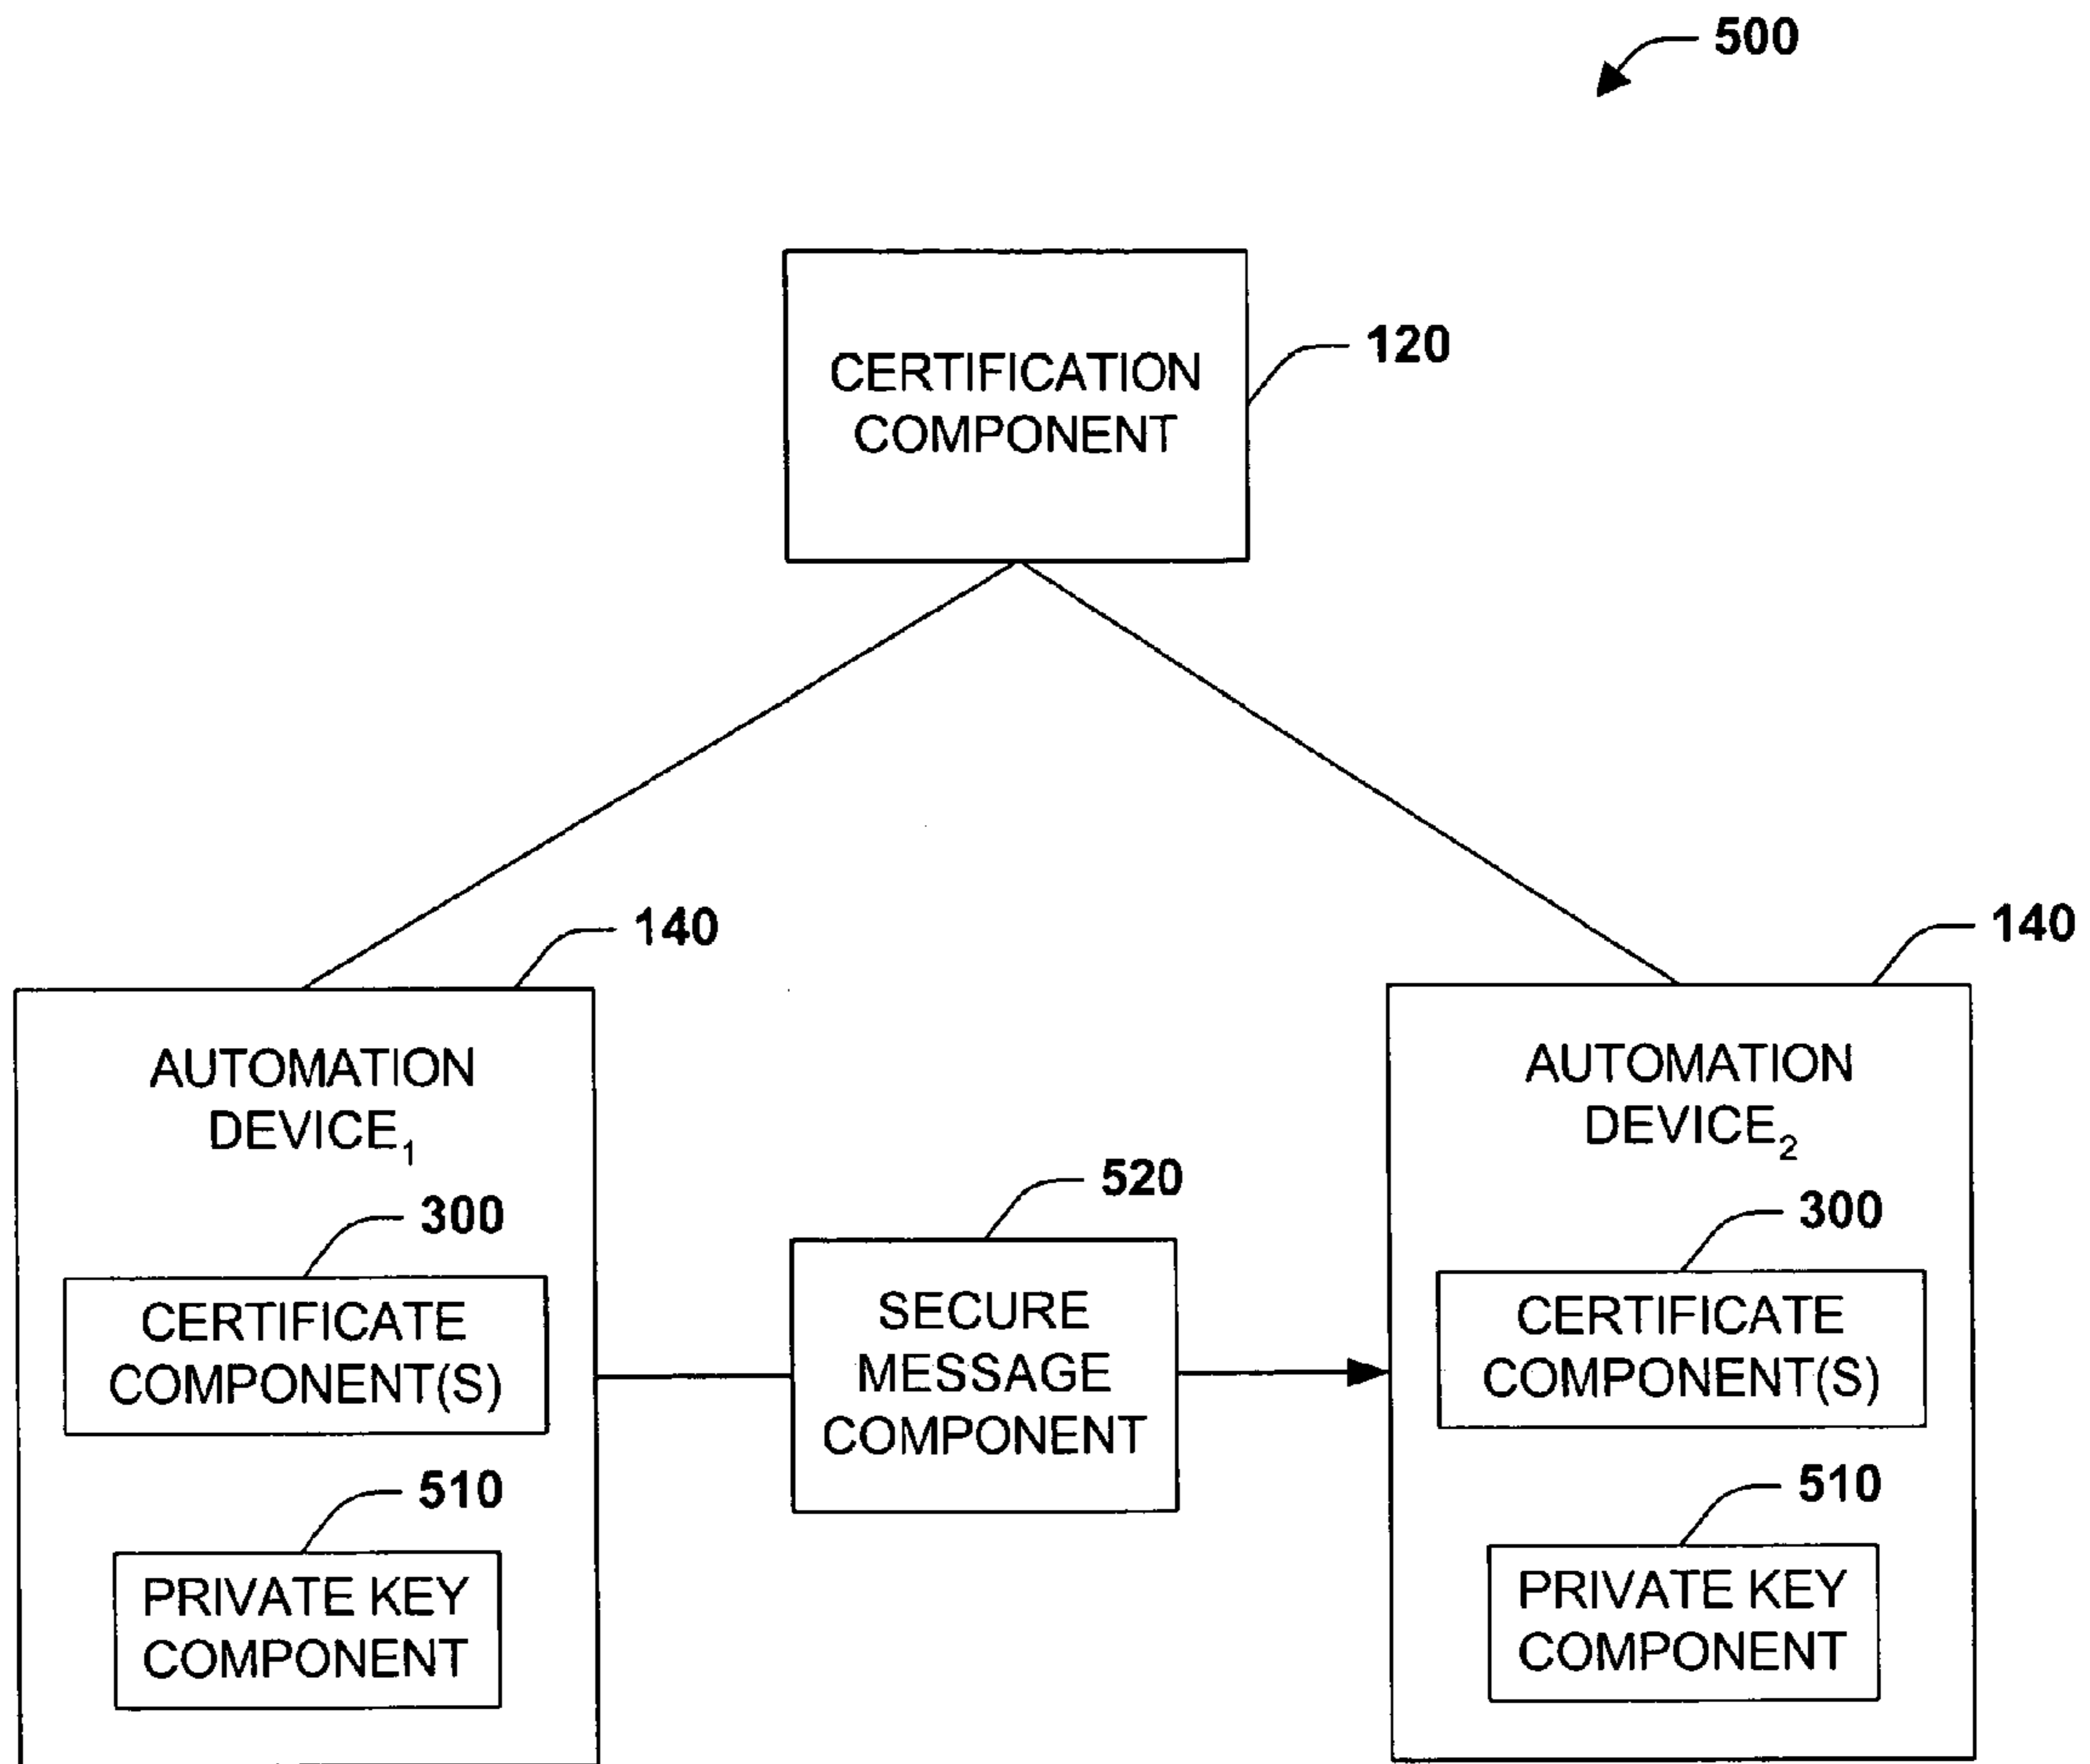 500
CERTIFICATION
COMPONENT
120
140
140
AUTOMATION
DEVICE1
AUTOMATION
DEVICE2
300
CERTIFICATE
COMPONENT(S)
510
PRIVATE KEY
COMPONENT
520
SECURE
MESSAGE
COMPONENT
300
CERTIFICATE
COMPONENT(S)
510
PRIVATE KEY
COMPONENT